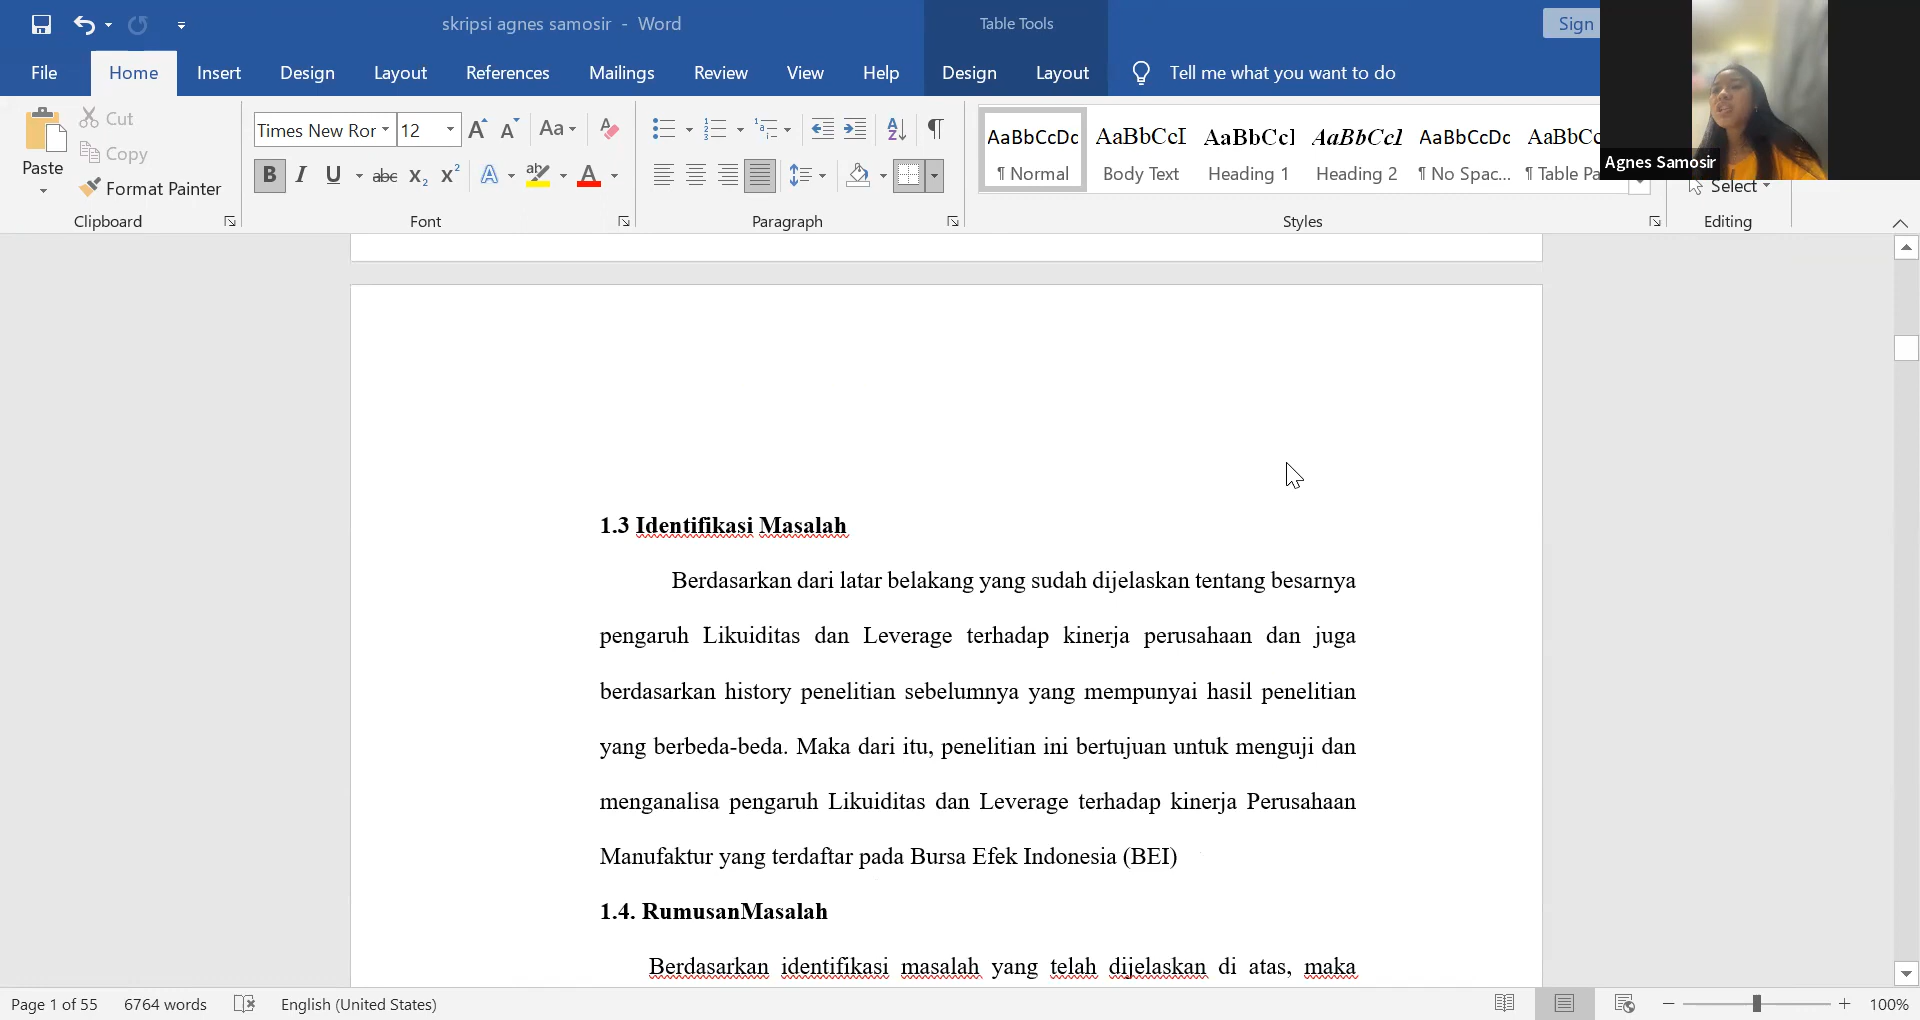 skripsi agnes samosir - Word
Table Tools
Sign
File Home Insert Design Layout References Mailings Review View Help Design Layout Tell me what you want to do
Paste
Cut
Copy
Format Painter
Clipboard
Times New Ror 12
Font
Paragraph
AaBbCcDc AaBbCcI AaBbCcl AaBbCcl AaBbCcDc AaBbCc
¶ Normal Body Text Heading 1 Heading 2 ¶ No Spac... ¶ Table Pa
Styles
Select
Editing
Agnes Samosir
1.3 Identifikasi Masalah
Berdasarkan dari latar belakang yang sudah dijelaskan tentang besarnya
pengaruh Likuiditas dan Leverage terhadap kinerja perusahaan dan juga
berdasarkan history penelitian sebelumnya yang mempunyai hasil penelitian
yang berbeda-beda. Maka dari itu, penelitian ini bertujuan untuk menguji dan
menganalisa pengaruh Likuiditas dan Leverage terhadap kinerja Perusahaan
Manufaktur yang terdaftar pada Bursa Efek Indonesia (BEI)
1.4. RumusanMasalah
Berdasarkan identifikasi masalah yang telah dijelaskan di atas, maka
Page 1 of 55 6764 words English (United States) 100%